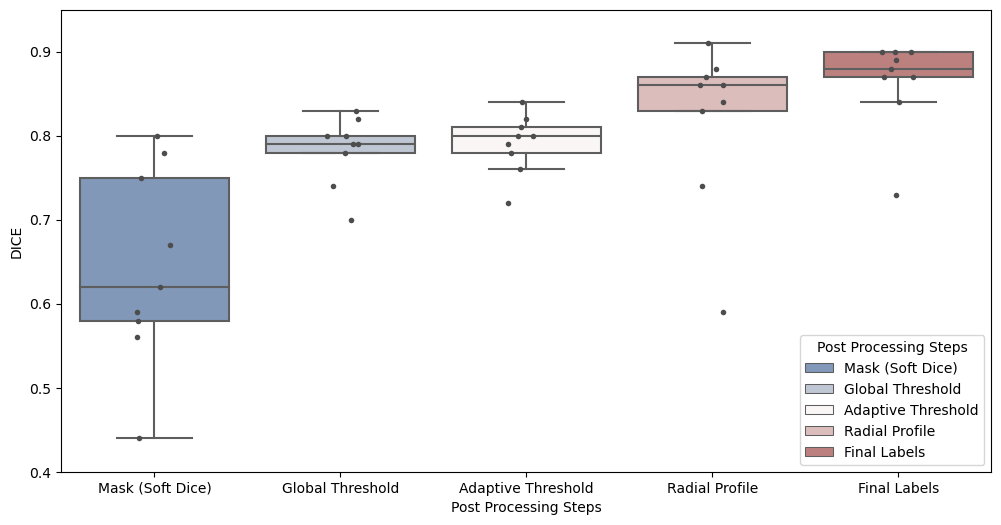 0.9
0.8
0.7
0.6
0.5
0.4
DICE
Mask (Soft Dice)
Global Threshold
Adaptive Threshold
Radial Profile
Final Labels
Post Processing Steps
Post Processing Steps
Mask (Soft Dice)
Global Threshold
Adaptive Threshold
Radial Profile
Final Labels